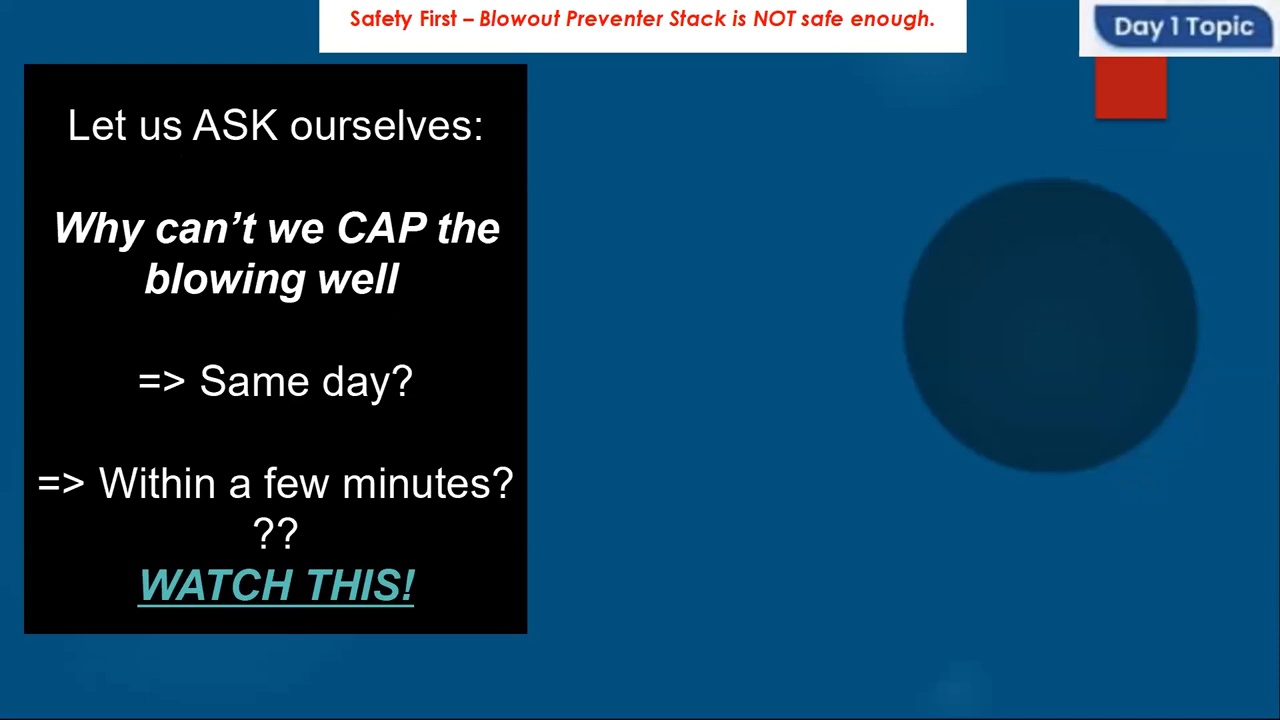 Safety First – Blowout Preventer Stack is NOT safe enough.
Day 1 Topic
Let us ASK ourselves:
Why can’t we CAP the
blowing well
=> Same day?
=> Within a few minutes?
??
WATCH THIS!